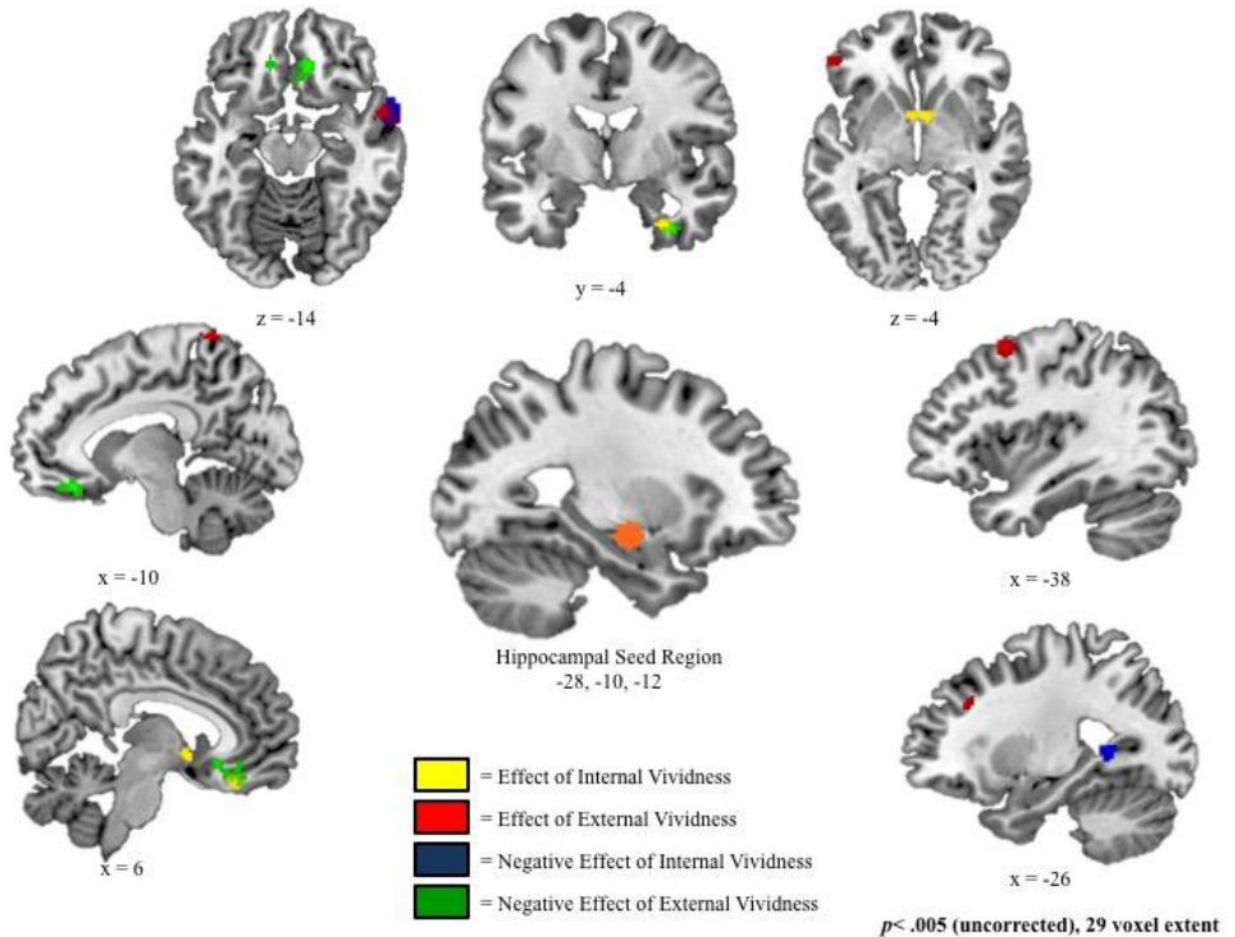 z = -14
y = -4
z = -4
x = -10
x = -38
Hippocampal Seed Region
-28, -10, -12
x = 6
= Effect of Internal Vividness
= Effect of External Vividness
= Negative Effect of Internal Vividness
= Negative Effect of External Vividness
x = -26
p< .005 (uncorrected), 29 voxel extent